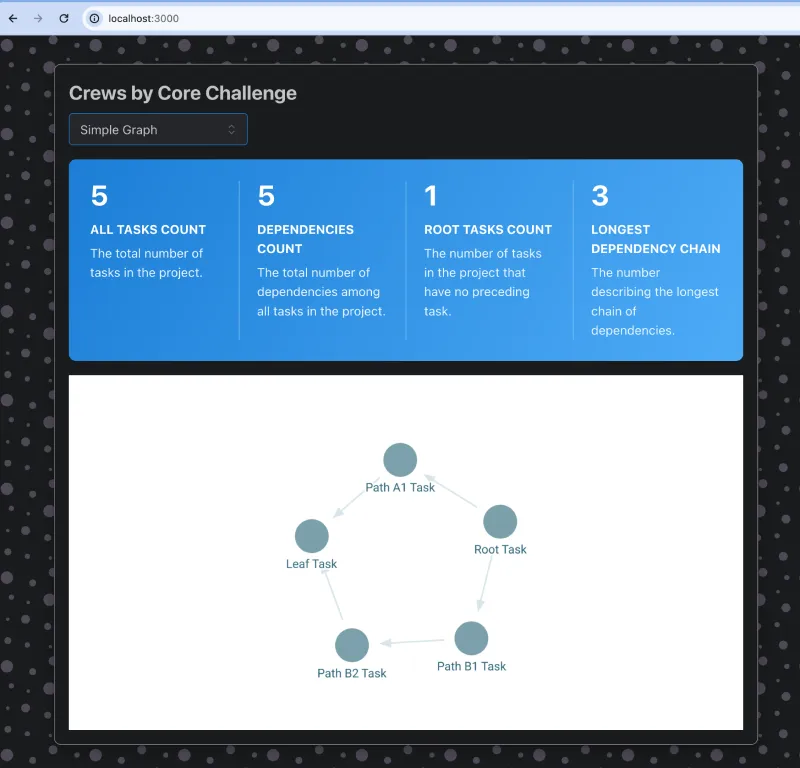 localhost:3000
Crews by Core Challenge
Simple Graph
5
ALL TASKS COUNT
The total number of
tasks in the project.
5
DEPENDENCIES
COUNT
The total number of
dependencies among
all tasks in the project.
1
ROOT TASKS COUNT
The number of tasks
in the project that
have no preceding
task.
3
LONGEST
DEPENDENCY CHAIN
The number
describing the longest
chain of
dependencies.
Path A1 Task
Root Task
Leaf Task
Path B1 Task
Path B2 Task